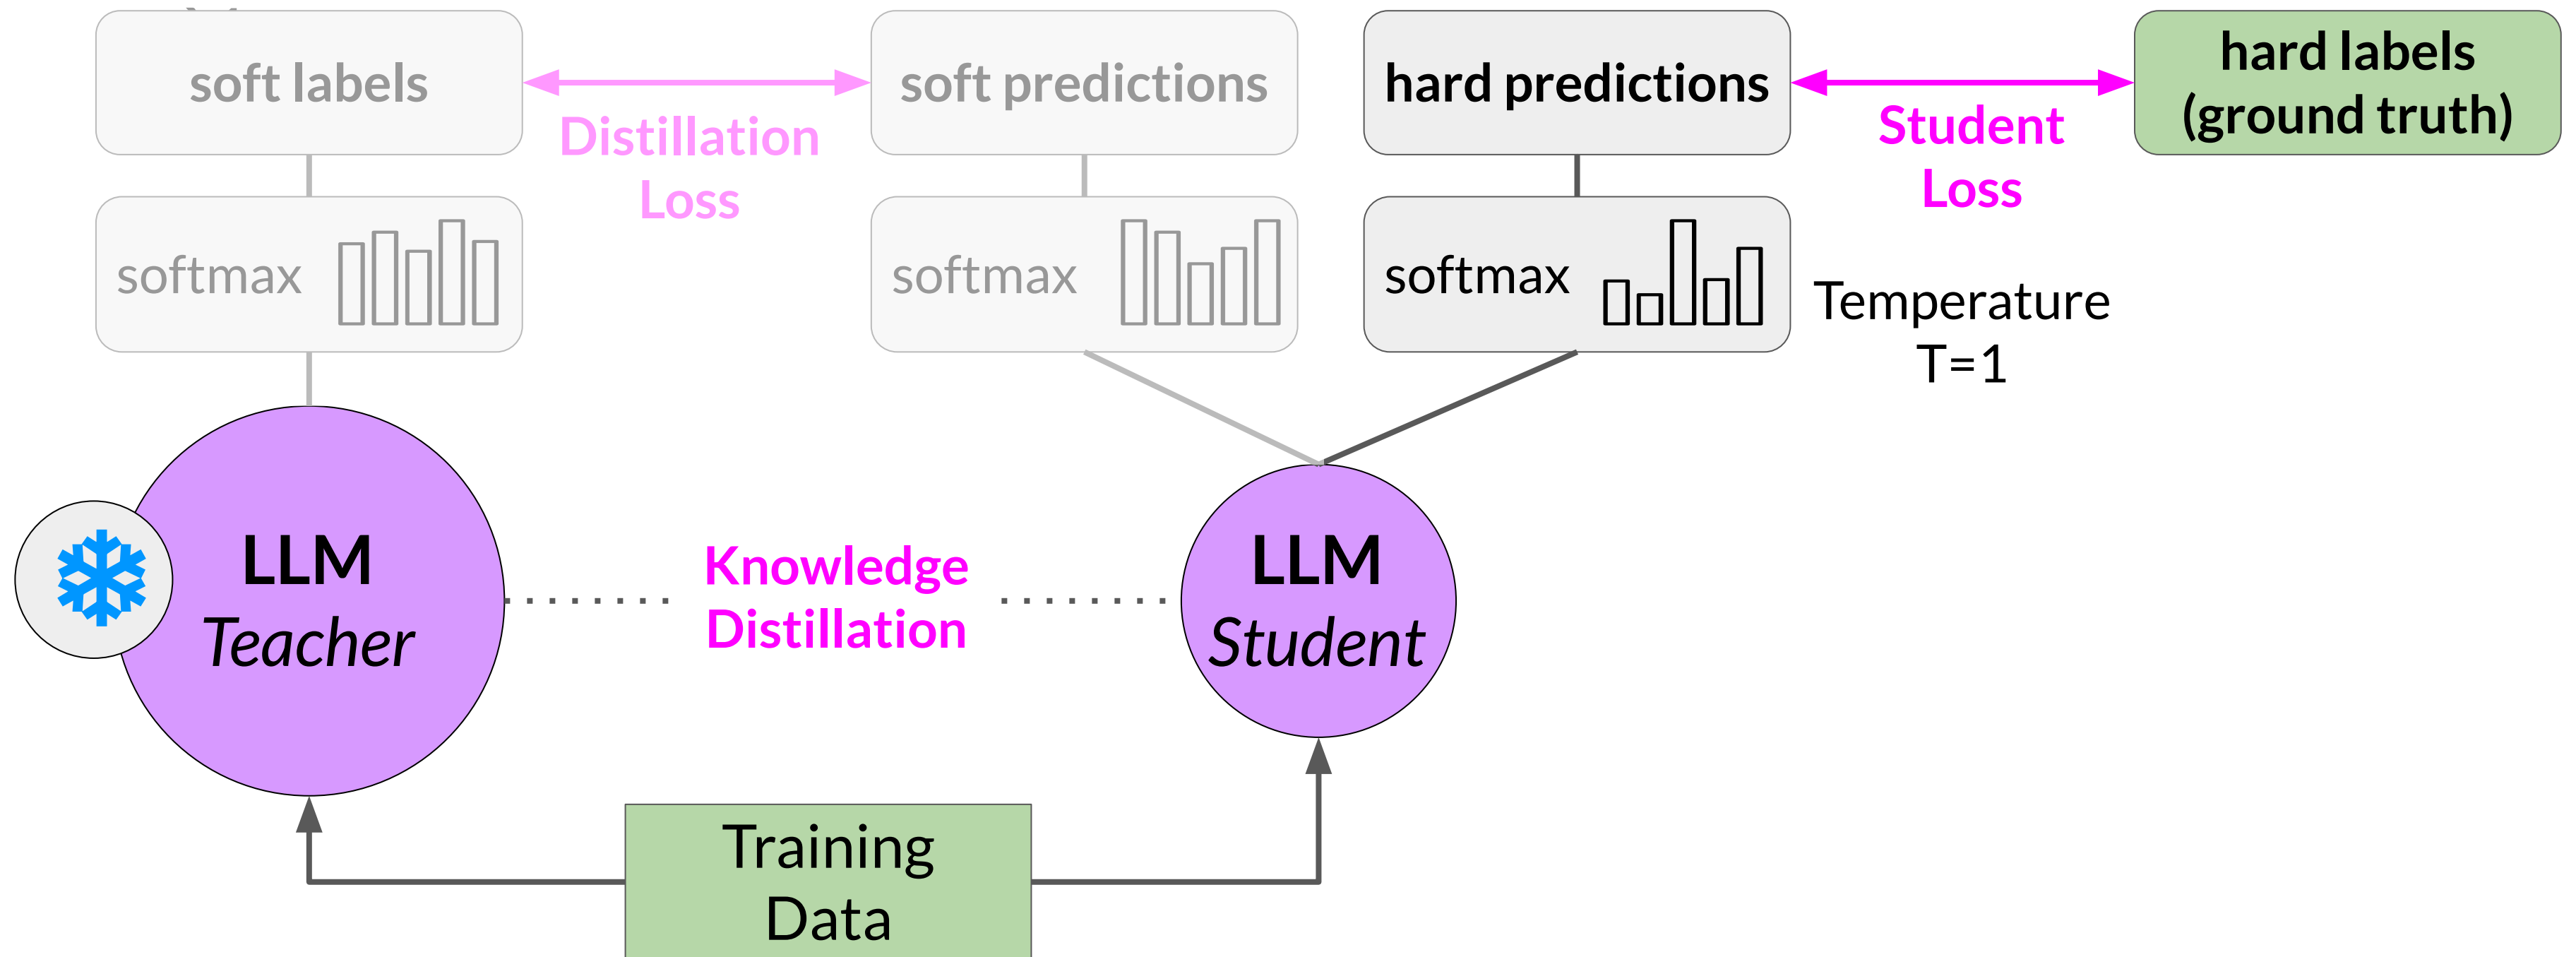 soft labels
Distillation
Loss
soft predictions
hard predictions
Student
Loss
hard labels
(ground truth)
softmax
softmax
softmax
Temperature
T=1
LLM
Teacher
Knowledge
Distillation
LLM
Student
Training
Data